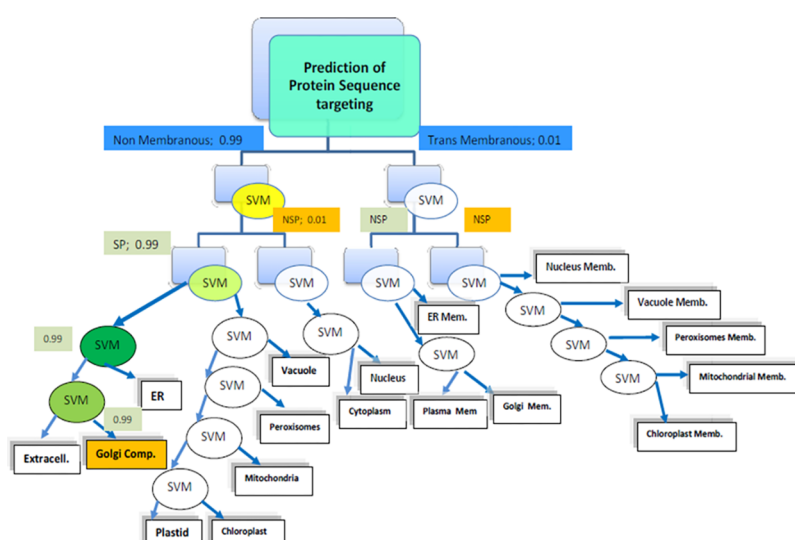 Prediction of
Protein Sequence
targeting
Non Membranous; 0.99
Trans Membranous; 0.01
SVM
SVM
NSP; 0.01
NSP
NSP
SP; 0.99
SVM
SVM
SVM
SVM
Nucleus Memb.
SVM
Vacuole Memb.
ER Mem.
0.99
SVM
SVM
SVM
SVM
Peroxisomes Memb.
SVM
Vacuole
Nucleus
SVM
Mitochondrial Memb.
ER
SVM
SVM
0.99
Cytoplasm
Plasma Mem
Golgi Mem.
Peroxisomes
Chloroplast Memb.
SVM
Extracell.
Golgi Comp.
Mitochondria
SVM
Plastid
Chloroplast